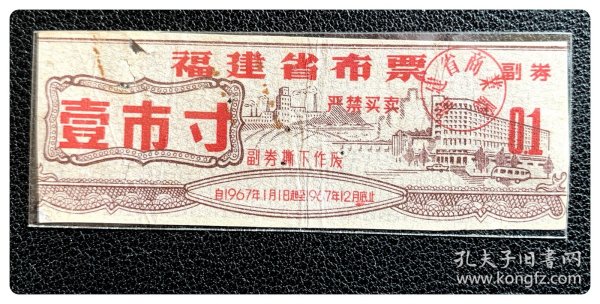 福建省布票
副券
严禁买卖
壹市寸
01
副券撕下作废
自1967年1月1日起至1967年12月底止
孔夫子旧书网
www.kongfz.com